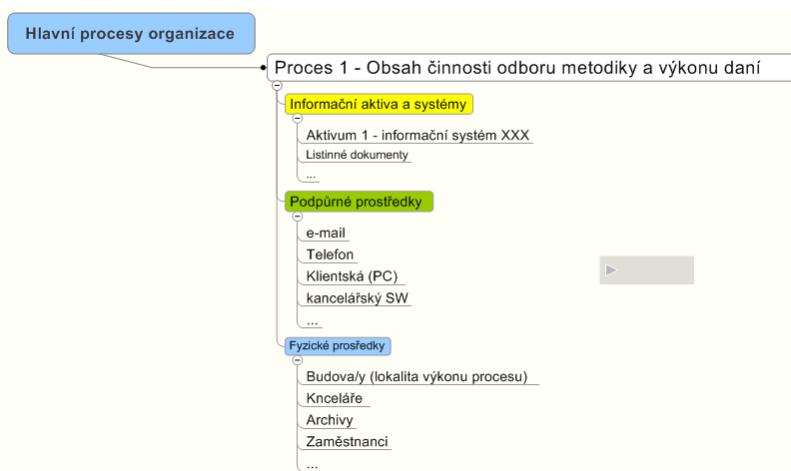 Hlavní procesy organizace
Proces 1 - Obsah činnosti odboru metodiky a výkonu daní
Informační aktiva a systémy
Aktivum 1 - informační systém XXX
Listinné dokumenty
...
Podpůrné prostředky
e-mail
Telefon
Klientská (PC)
kancelářský SW
...
Fyzické prosředky
Budova/y (lokalita výkonu procesu)
Knceláře
Archivy
Zaměstnanci
...